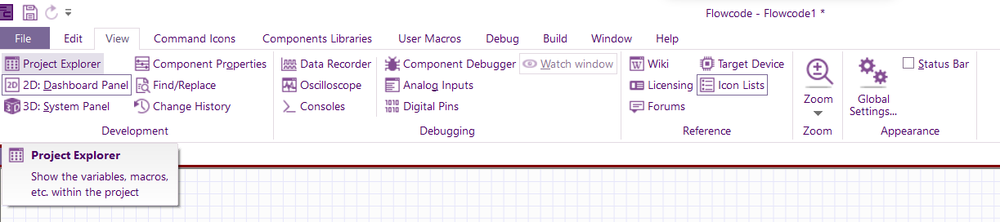 Flowcode - Flowcode1 *
File Edit View Command Icons Components Libraries User Macros Debug Build Window Help
Project Explorer Component Properties Data Recorder Component Debugger Watch window Wiki Target Device Status Bar
2D: Dashboard Panel Find/Replace Oscilloscope Analog Inputs Licensing Icon Lists Zoom Global Settings...
3D: System Panel Change History Consoles Digital Pins Forums
Development Debugging Reference Zoom Appearance
Project Explorer
Show the variables, macros,
etc. within the project